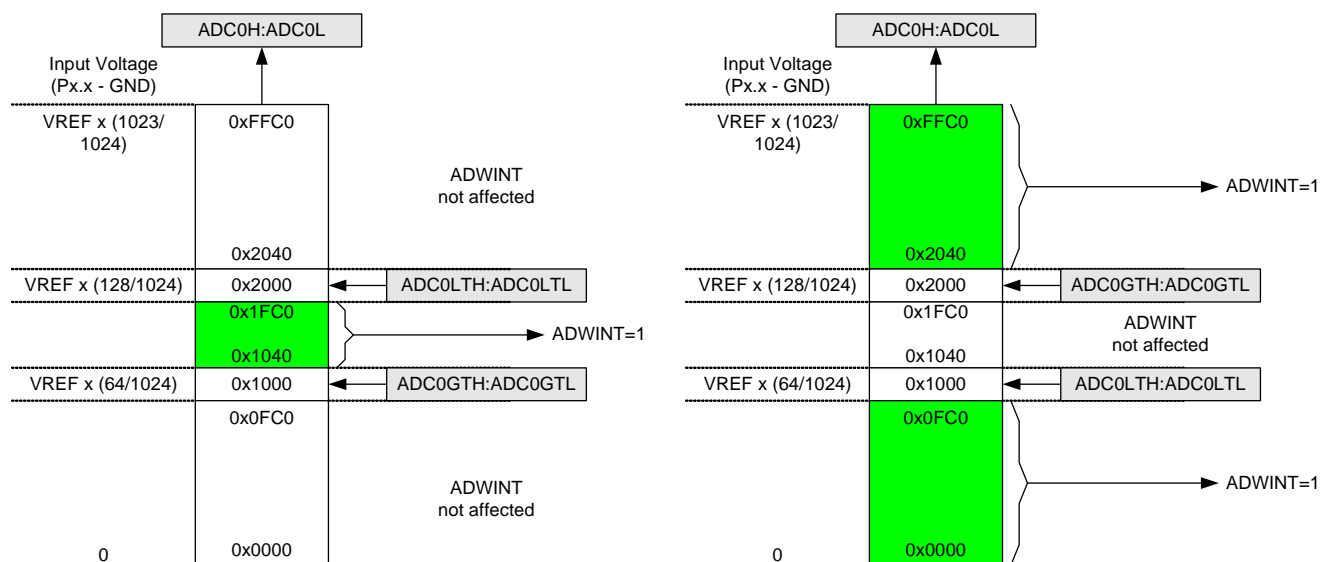 ADC0H:ADC0L
Input Voltage
(Px.x - GND)
VREF x (1023/
1024)
0xFFC0
ADWINT
not affected
0x2040
VREF x (128/1024)
0x2000
ADC0LTH:ADC0LTL
0x1FC0
ADWINT=1
0x1040
VREF x (64/1024)
0x1000
ADC0GTH:ADC0GTL
0x0FC0
ADWINT
not affected
0
0x0000
ADC0H:ADC0L
Input Voltage
(Px.x - GND)
VREF x (1023/
1024)
0xFFC0
ADWINT=1
0x2040
VREF x (128/1024)
0x2000
ADC0GTH:ADC0GTL
0x1FC0
ADWINT
not affected
0x1040
VREF x (64/1024)
0x1000
ADC0LTH:ADC0LTL
0x0FC0
ADWINT=1
0
0x0000